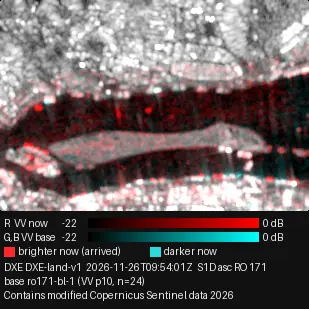 R VV now -22 0 dB
G,B VV base -22 0 dB
brighter now (arrived) darker now
DXE DXE-land-v1 2026-11-26T09:54:01Z S1D asc RO 171
base ro171-bl-1 (VV p10, n=24)
Contains modified Copernicus Sentinel data 2026